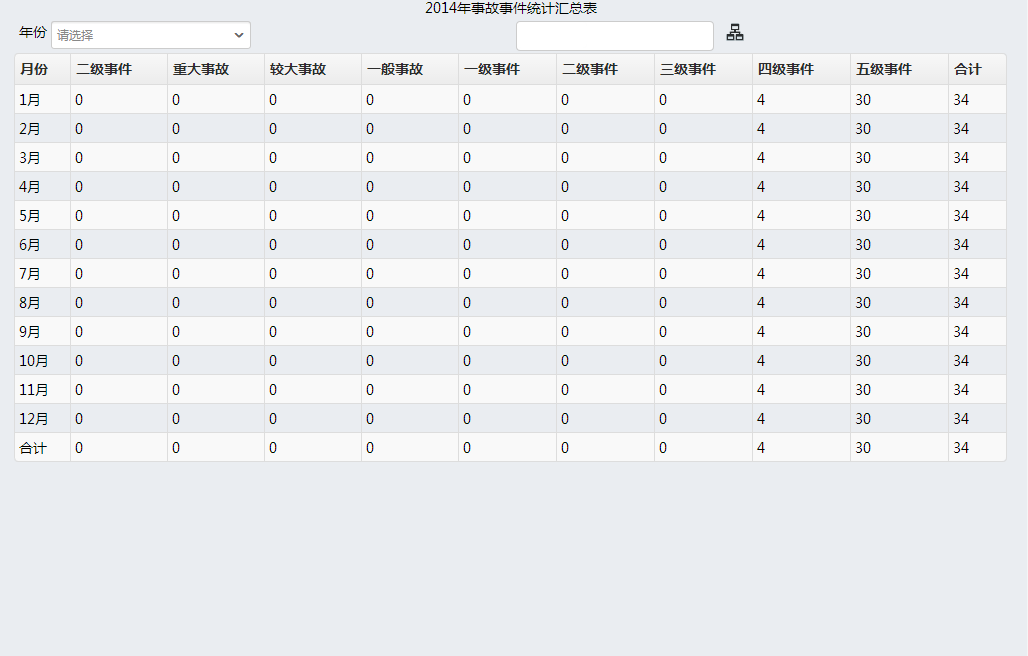 2014年事故事件统计汇总表
年份 请选择
月份 二级事件 重大事故 较大事故 一般事故 一级事件 二级事件 三级事件 四级事件 五级事件 合计
1月 0 0 0 0 0 0 0 4 30 34
2月 0 0 0 0 0 0 0 4 30 34
3月 0 0 0 0 0 0 0 4 30 34
4月 0 0 0 0 0 0 0 4 30 34
5月 0 0 0 0 0 0 0 4 30 34
6月 0 0 0 0 0 0 0 4 30 34
7月 0 0 0 0 0 0 0 4 30 34
8月 0 0 0 0 0 0 0 4 30 34
9月 0 0 0 0 0 0 0 4 30 34
10月 0 0 0 0 0 0 0 4 30 34
11月 0 0 0 0 0 0 0 4 30 34
12月 0 0 0 0 0 0 0 4 30 34
合计 0 0 0 0 0 0 0 4 30 34